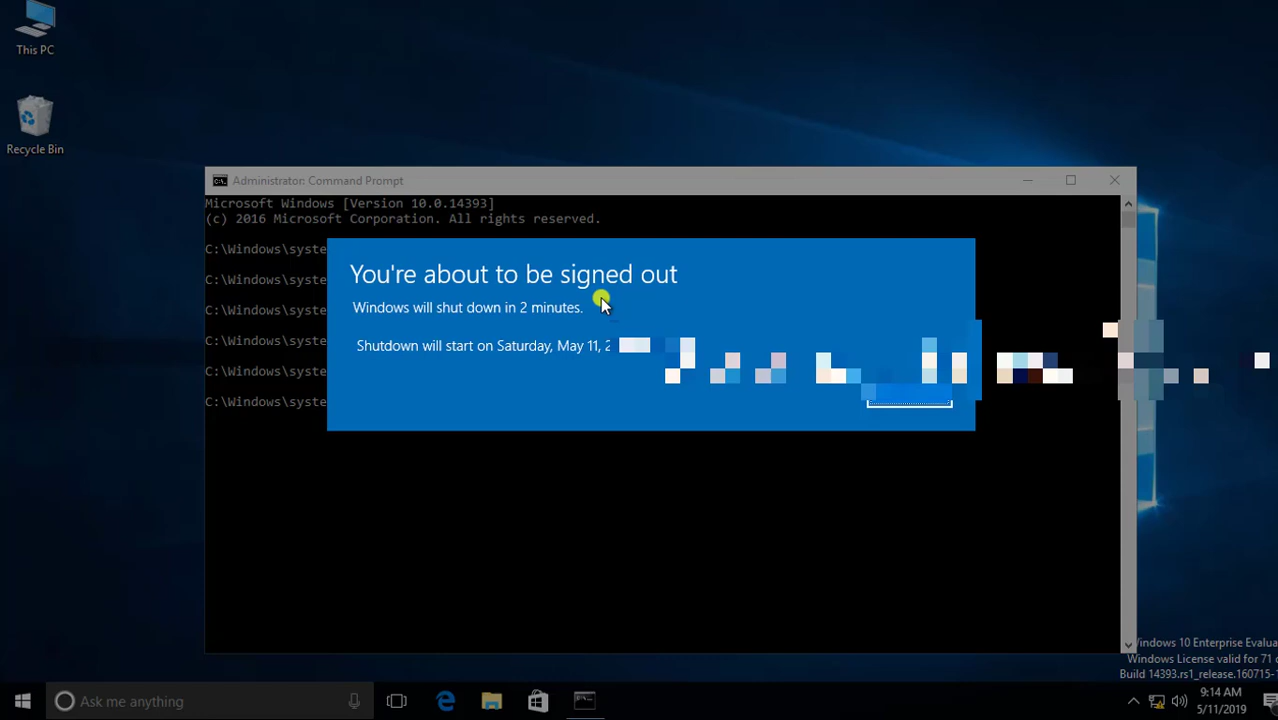 This PC
Recycle Bin
Administrator: Command Prompt
Microsoft Windows [Version 10.0.14393]
(c) 2016 Microsoft Corporation. All rights reserved.
C:\Windows\syste
C:\Windows\syste
C:\Windows\syste
C:\Windows\syste
C:\Windows\syste
C:\Windows\syste
You're about to be signed out
Windows will shut down in 2 minutes.
Shutdown will start on Saturday, May 11, 2
Windows 10 Enterprise Evalua
Windows License valid for 71 d
Build 14393.rs1_release.160715-1
Ask me anything
9:14 AM
5/11/2019